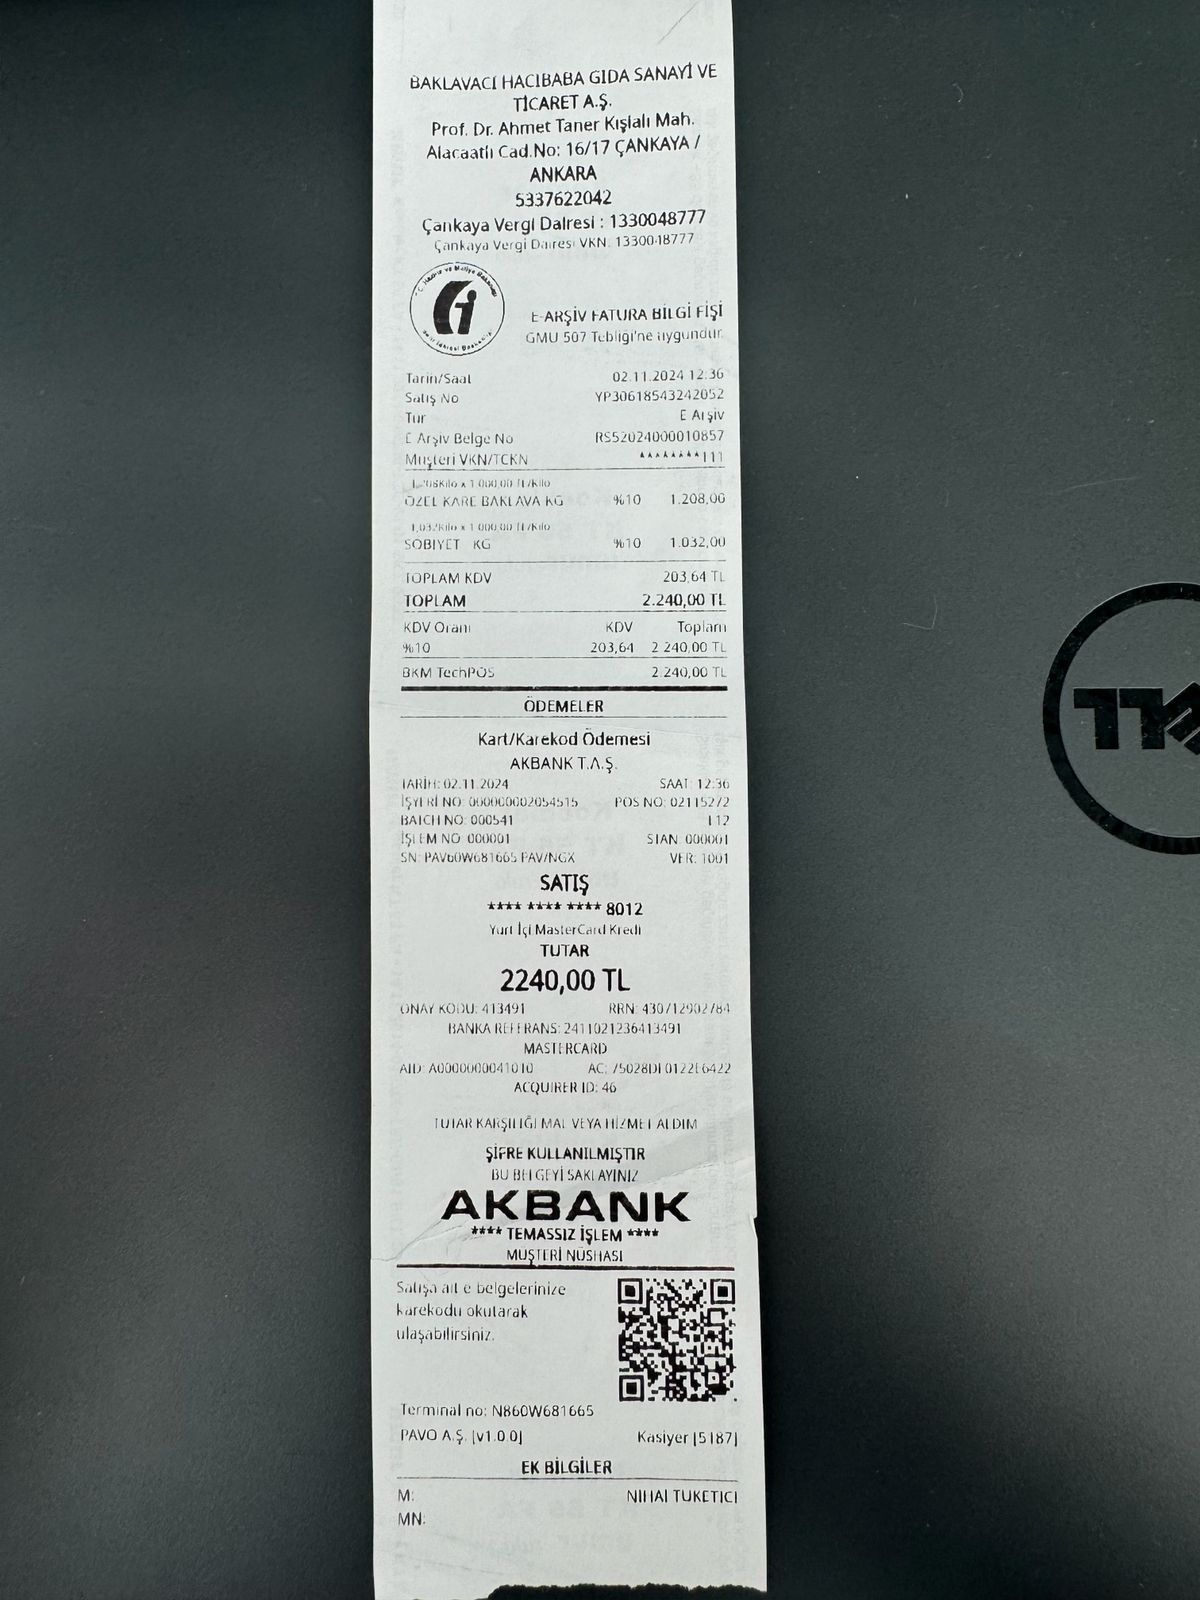 BAKLAVACI HACIBABA GIDA SANAYİ VE
TİCARET A.Ş.
Prof. Dr. Ahmet Taner Kışlalı Mah.
Alacaatlı Cad.No: 16/17 ÇANKAYA /
ANKARA
5337622042
Çankaya Vergi Dairesi : 1330048777
Çankaya Vergi Dairesi VKN: 1330048777
T.C. Hazine ve Maliye Bakanlığı
Gelir İdaresi Başkanlığı
E-ARŞİV FATURA BİLGİ FİŞİ
GMU 507 Tebliği'ne uygundur.
Tarih/Saat 02.11.2024 12:36
Satış No YP30618543242052
Tür E Arşiv
E Arşiv Belge No RS52024000010857
Müşteri VKN/TCKN ********111
1,208Kilo x 1.000,00 TL/Kilo
ÖZEL KARE BAKLAVA KG %10 1.208,00
1,032Kilo x 1.000,00 TL/Kilo
SOBIYET KG %10 1.032,00
TOPLAM KDV 203,64 TL
TOPLAM 2.240,00 TL
KDV Oranı KDV Toplam
%10 203,64 2.240,00 TL
BKM TechPOS 2.240,00 TL
ÖDEMELER
Kart/Karekod Ödemesi
AKBANK T.A.Ş.
TARİH: 02.11.2024 SAAT: 12:36
İŞYERİ NO: 000000002054515 POS NO: 02115272
BATCH NO: 000541 L12
İŞLEM NO: 000001 STAN: 000001
SN: PAV60W681665 PAV/NGX VER: 1001
SATIŞ
**** **** **** 8012
Yurt İçi MasterCard Kredi
TUTAR
2240,00 TL
ONAY KODU: 413491 RRN: 430712902784
BANKA REFERANS: 2411021236413491
MASTERCARD
AID: A0000000041010 AC: 75028DF0122E6422
ACQUIRER ID: 46
TUTAR KARŞILIĞI MAL VEYA HİZMET ALDIM
ŞİFRE KULLANILMIŞTIR
BU BELGEYİ SAKLAYINIZ
AKBANK
**** TEMASSIZ İŞLEM ****
MÜŞTERİ NÜSHASI
Satışa ait e belgelerinize
karekodu okutarak
ulaşabilirsiniz.
Terminal no: N860W681665
PAVO A.Ş. [v1.0.0] Kasiyer [5187]
EK BİLGİLER
M: NİHAİ TÜKETİCİ
MN: